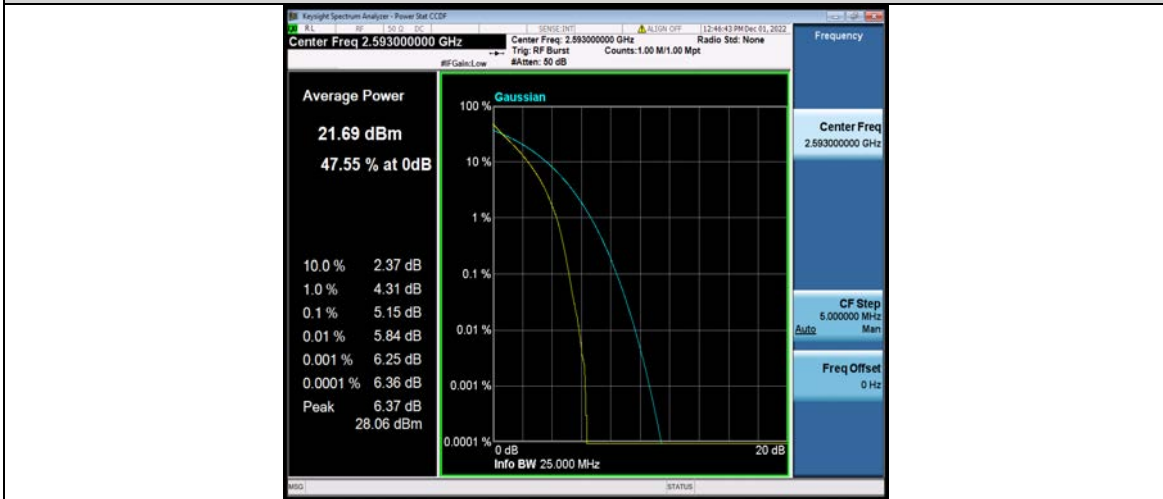 Keysight Spectrum Analyzer - Power Stat CCDF
RL RF 50 Ω DC SENSE:INT ALIGN OFF 12:46:43 PM Dec 01, 2022
Center Freq 2.593000000 GHz
Center Freq: 2.593000000 GHz Radio Std: None
Trig: RF Burst Counts:1.00 M/1.00 Mpt
#IFGain:Low #Atten: 50 dB
Frequency
Average Power
21.69 dBm
47.55 % at 0dB
10.0 % 2.37 dB
1.0 % 4.31 dB
0.1 % 5.15 dB
0.01 % 5.84 dB
0.001 % 6.25 dB
0.0001 % 6.36 dB
Peak 6.37 dB
28.06 dBm
Gaussian
100 %
10 %
1 %
0.1 %
0.01 %
0.001 %
0.0001 %
0 dB 20 dB
Info BW 25.000 MHz
Center Freq
2.593000000 GHz
CF Step
5.000000 MHz
Auto Man
Freq Offset
0 Hz
MSG STATUS